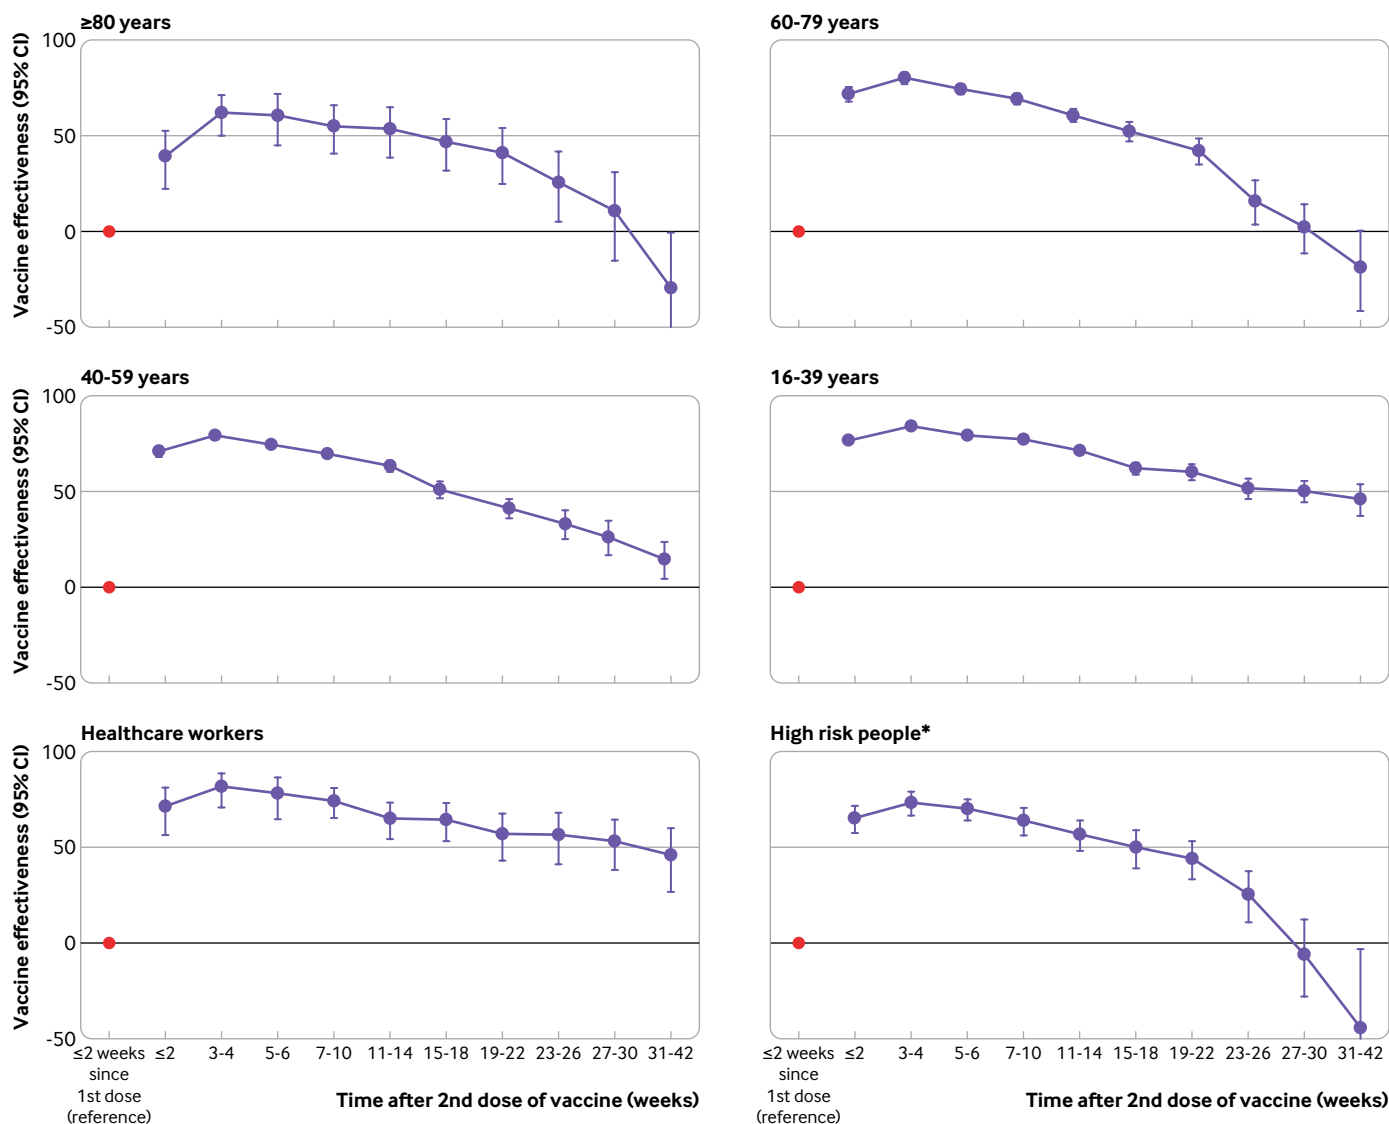 ≥80 years
Vaccine effectiveness (95% CI)
100
50
0
-50
60-79 years
40-59 years
Vaccine effectiveness (95% CI)
100
50
0
-50
16-39 years
Healthcare workers
Vaccine effectiveness (95% CI)
100
50
0
-50
≤2 weeks
since
1st dose
(reference)
≤2 3-4 5-6 7-10 11-14 15-18 19-22 23-26 27-30 31-42
Time after 2nd dose of vaccine (weeks)
High risk people*
≤2 weeks
since
1st dose
(reference)
≤2 3-4 5-6 7-10 11-14 15-18 19-22 23-26 27-30 31-42
Time after 2nd dose of vaccine (weeks)